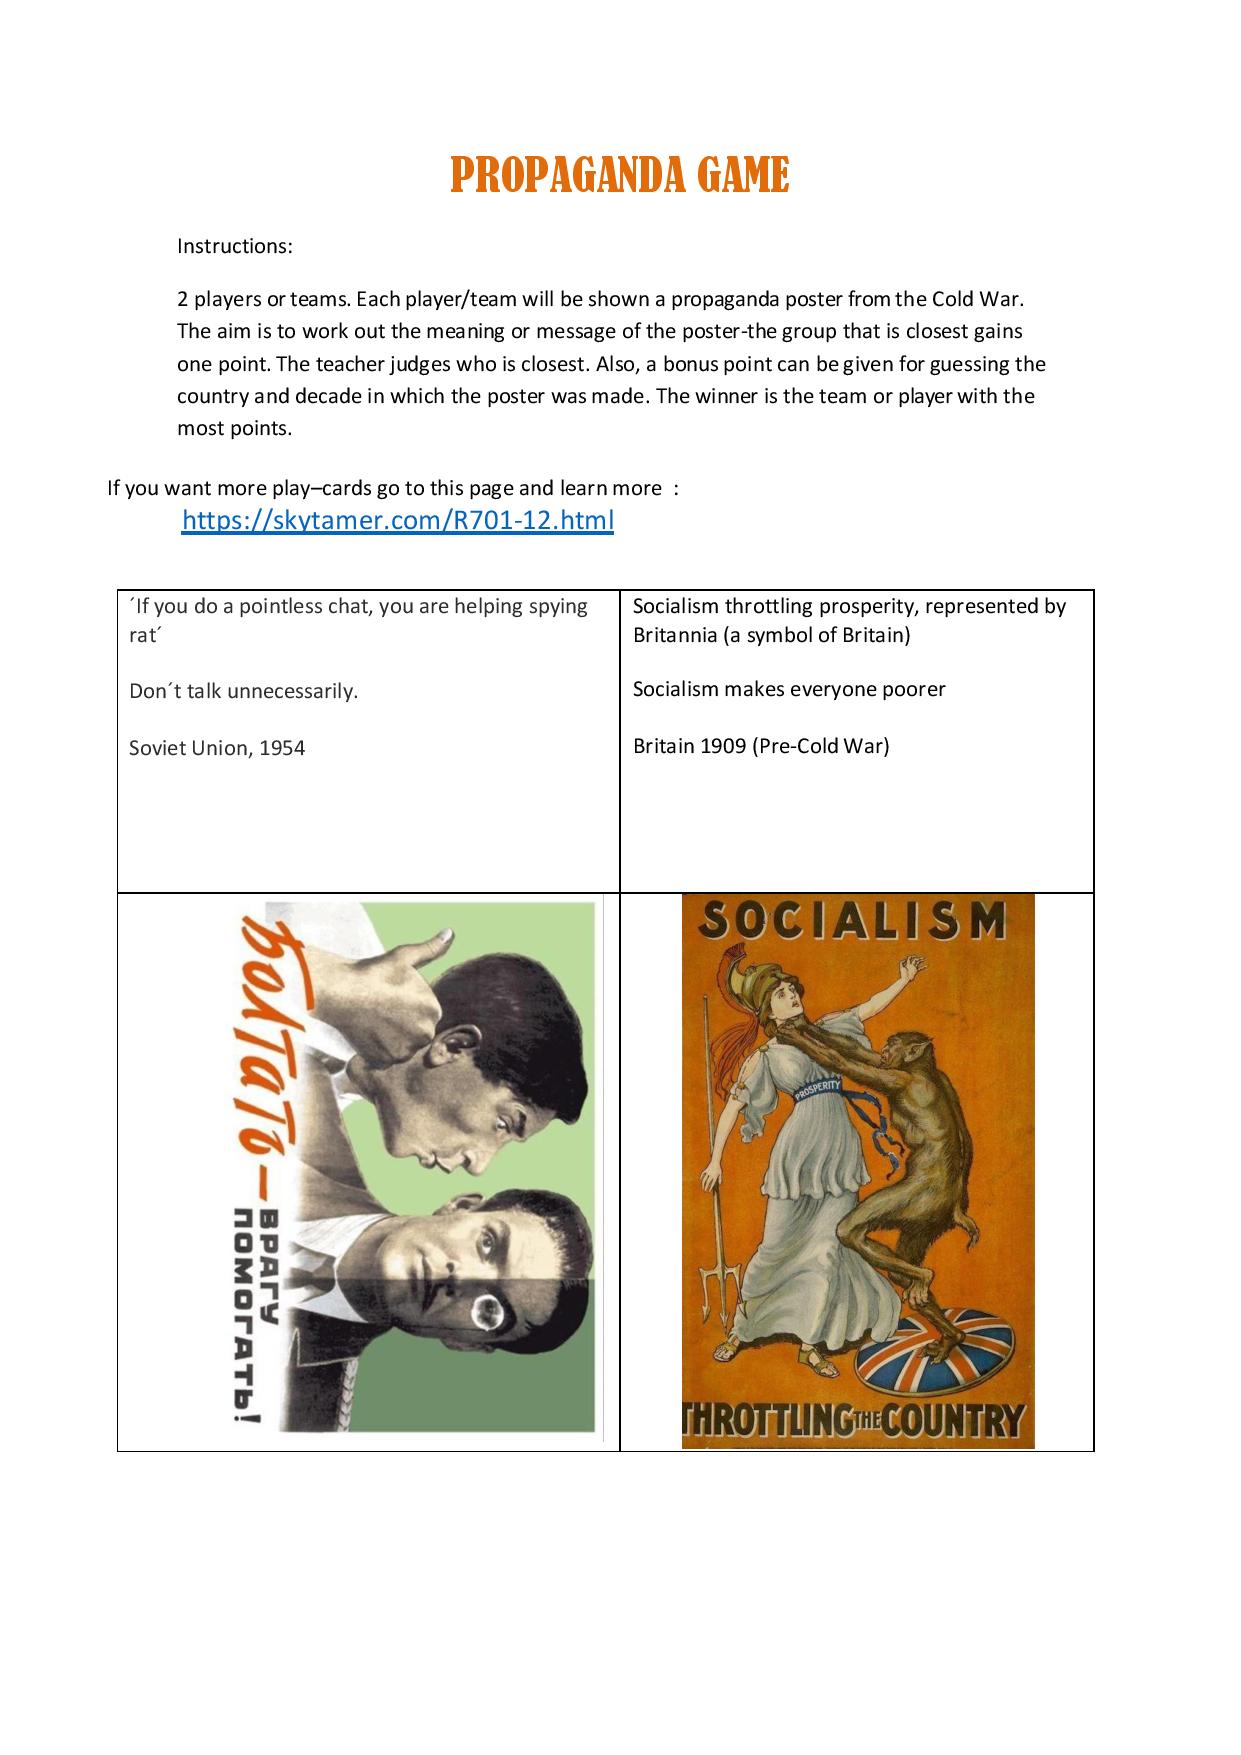 PROPAGANDA GAME
Instructions:
2 players or teams. Each player/team will be shown a propaganda poster from the Cold War.
The aim is to work out the meaning or message of the poster-the group that is closest gains
one point. The teacher judges who is closest. Also, a bonus point can be given for guessing the
country and decade in which the poster was made. The winner is the team or player with the
most points.
If you want more play–cards go to this page and learn more :
https://skytamer.com/R701-12.html
´If you do a pointless chat, you are helping spying
rat´
Don´t talk unnecessarily.
Soviet Union, 1954
Socialism throttling prosperity, represented by
Britannia (a symbol of Britain)
Socialism makes everyone poorer
Britain 1909 (Pre-Cold War)
Болтать—
ВРАГУ
ПОМОГАТЬ!
SOCIALISM
PROSPERITY
THROTTLING THE COUNTRY